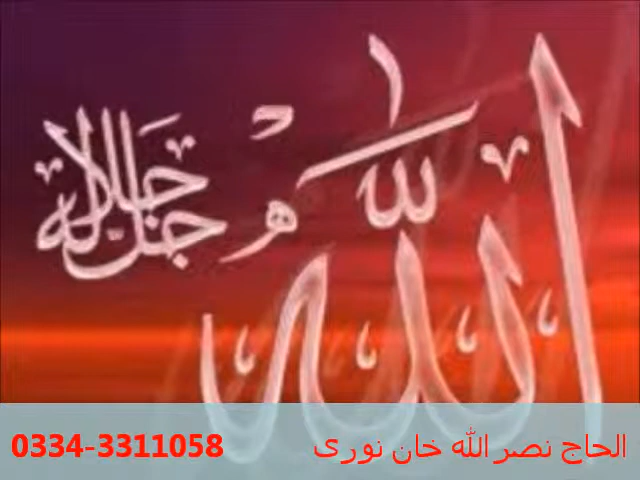 الله
جل جلاله
الحاج نصر الله خان نوری
0334-3311058